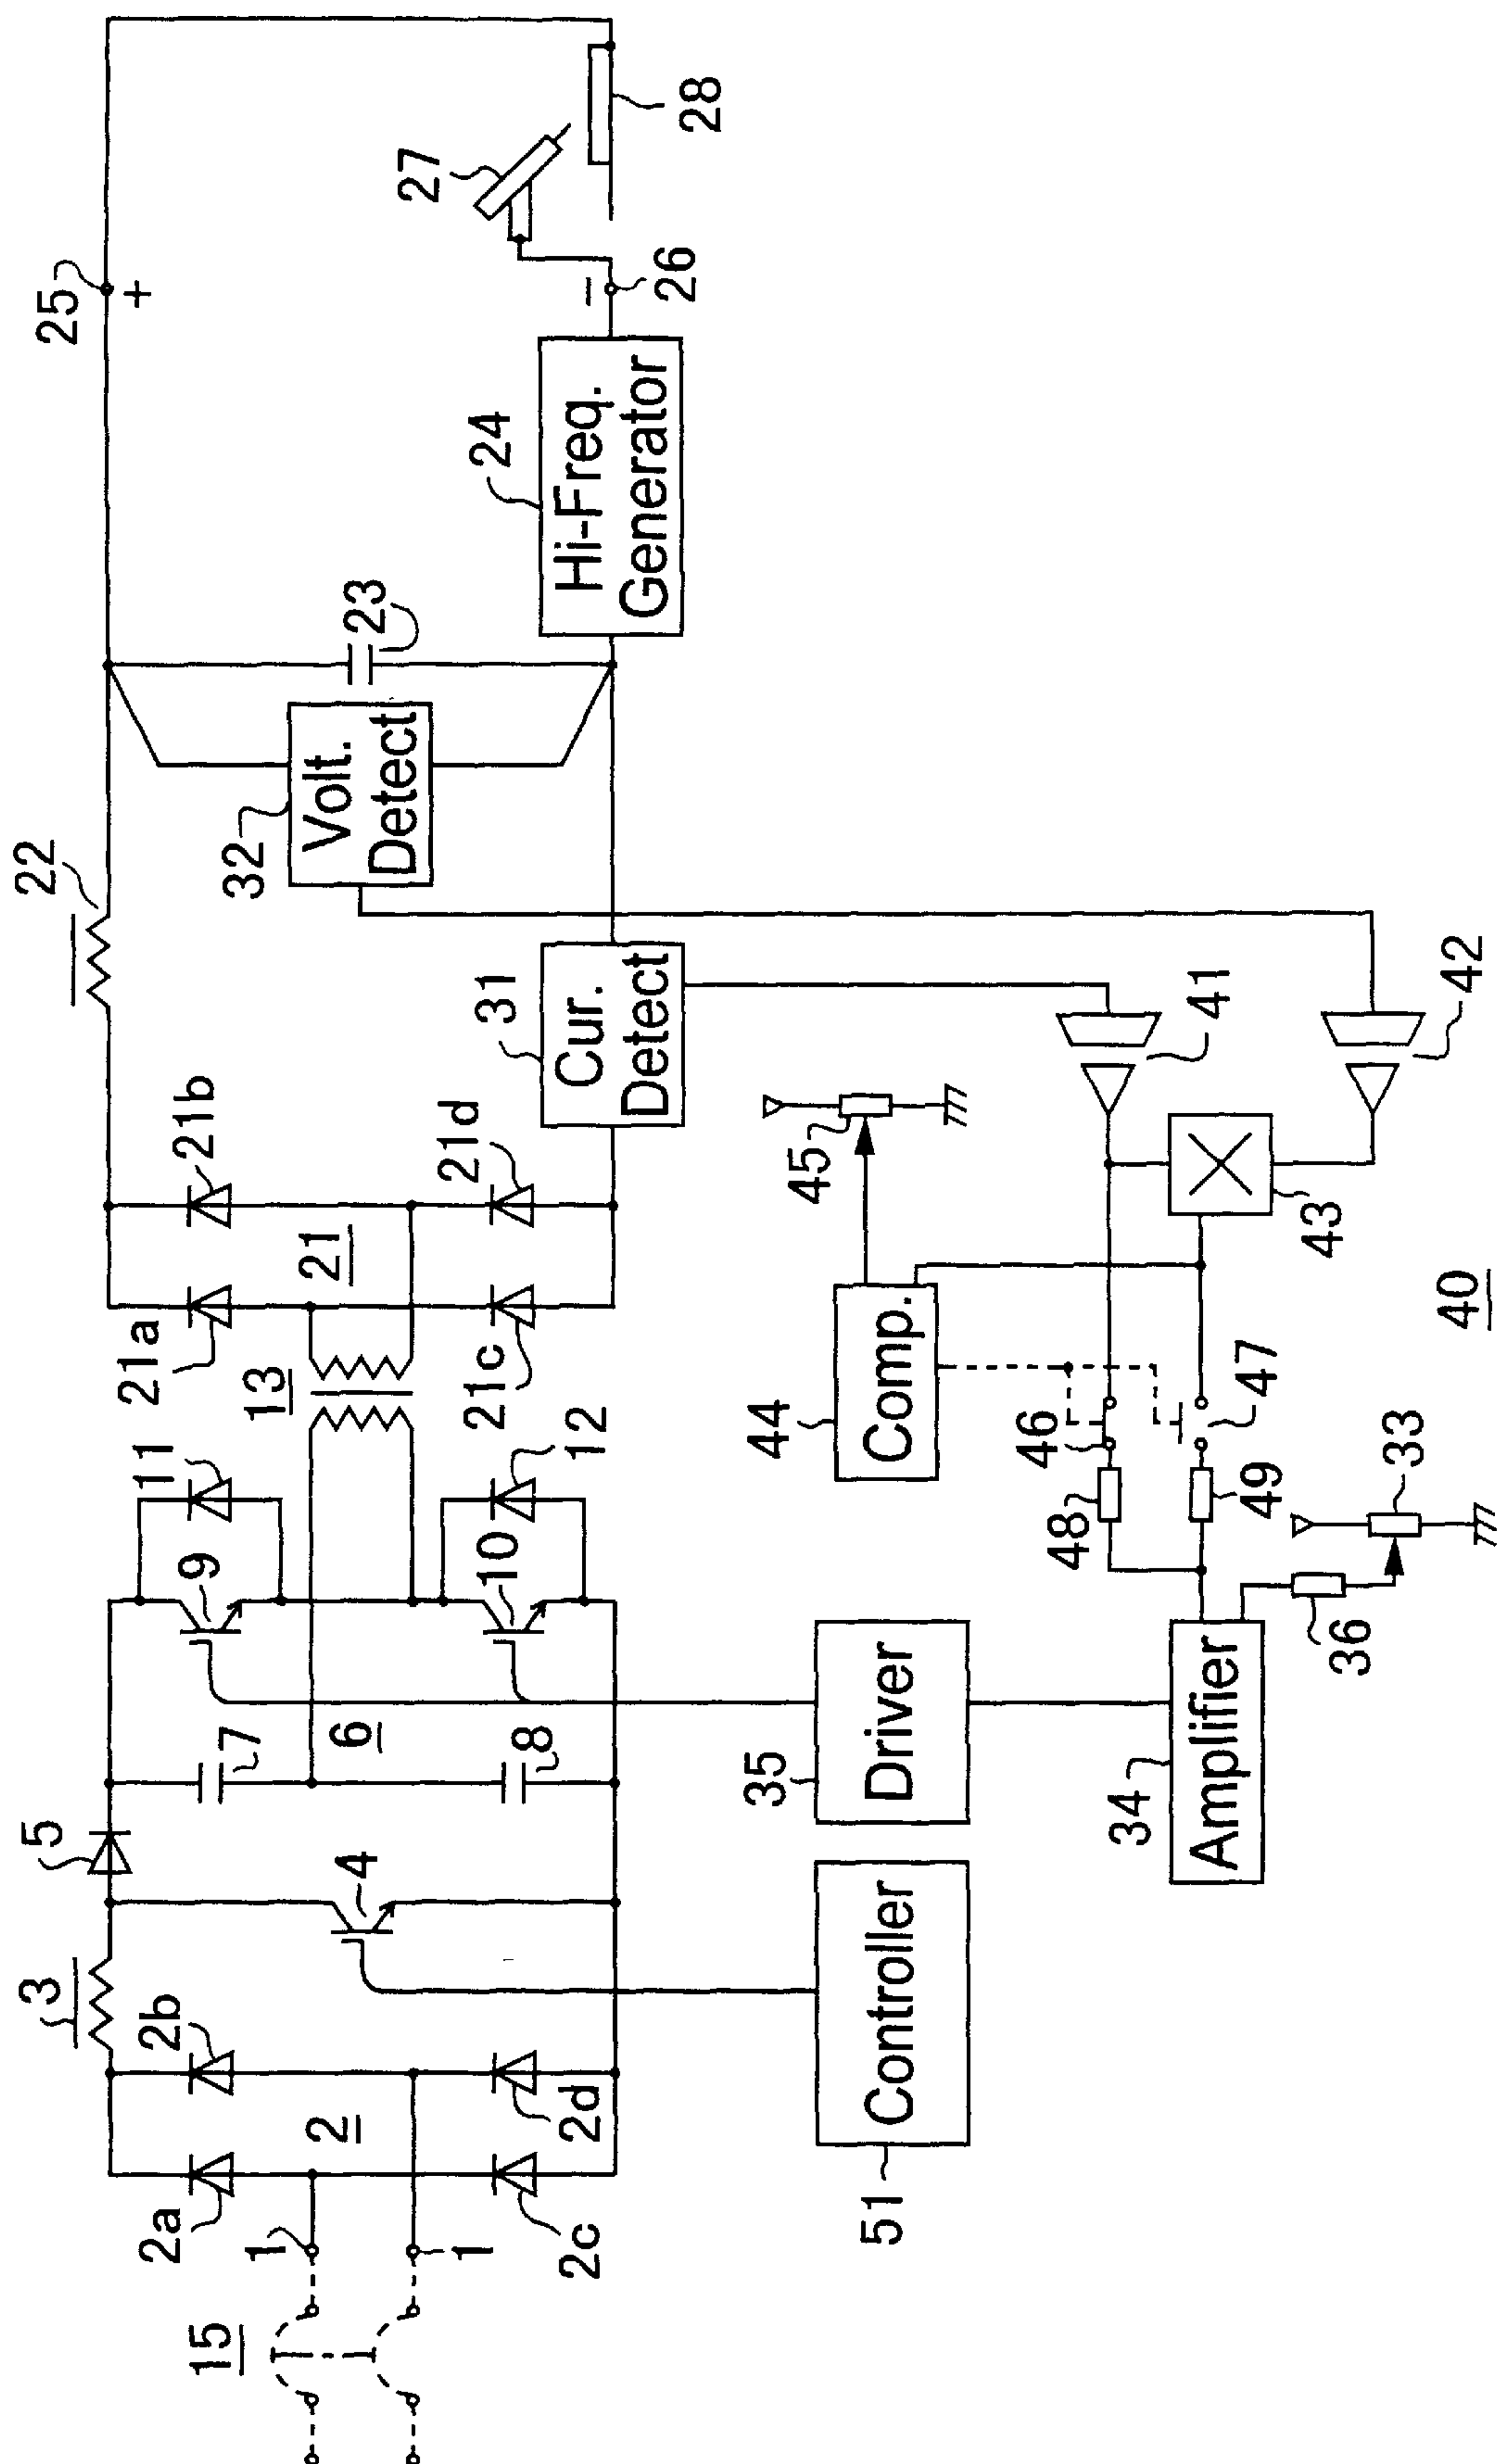 22
25
+
3
5
2b
2a
2
1
1
15
2c
2d
4
7
6
8
9
10
11
12
13
21a
21b
21
21c
21d
32
Volt.
Detect
23
31
Cur.
Detect
24
Hi-Freq.
Generator
27
−
26
28
51
Controller
35
Driver
44
Comp.
45
41
42
43
46
47
48
49
34
Amplifier
36
33
40